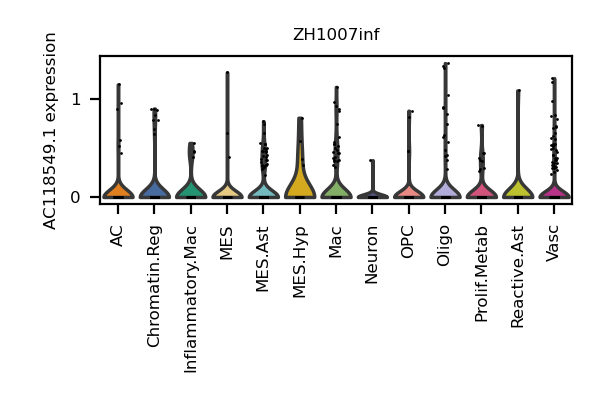 ZH1007inf
AC118549.1 expression
1
0
AC
Chromatin.Reg
Inflammatory.Mac
MES
MES.Ast
MES.Hyp
Mac
Neuron
OPC
Oligo
Prolif.Metab
Reactive.Ast
Vasc